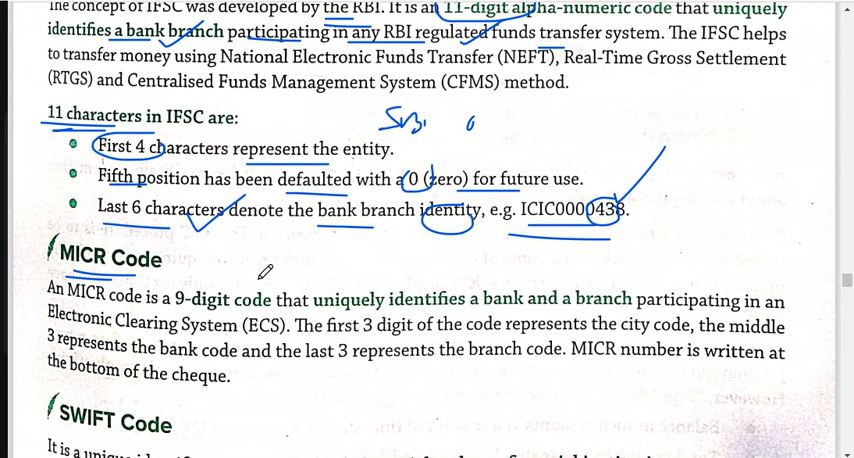 The concept of IFSC was developed by the RBI. It is an 11-digit alpha-numeric code that uniquely
identifies a bank branch participating in any RBI regulated funds transfer system. The IFSC helps
to transfer money using National Electronic Funds Transfer (NEFT), Real-Time Gross Settlement
(RTGS) and Centralised Funds Management System (CFMS) method.
11 characters in IFSC are:
SBI 0
First 4 characters represent the entity.
Fifth position has been defaulted with a 0 (zero) for future use.
Last 6 characters denote the bank branch identity, e.g. ICIC0000438.
MICR Code
An MICR code is a 9-digit code that uniquely identifies a bank and a branch participating in an
Electronic Clearing System (ECS). The first 3 digit of the code represents the city code, the middle
3 represents the bank code and the last 3 represents the branch code. MICR number is written at
the bottom of the cheque.
SWIFT Code
It is a